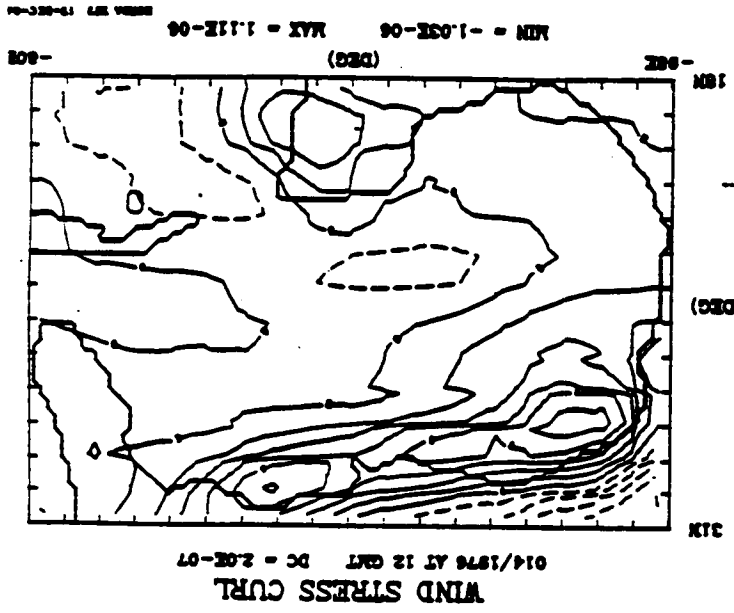 WIND STRESS CURL
014/1976 AT 12 GMT DC = 2.0E-07
31N
(DEG)
18N
-98E
(DEG)
-80E
MIN = -1.03E-06 MAX = 1.11E-06